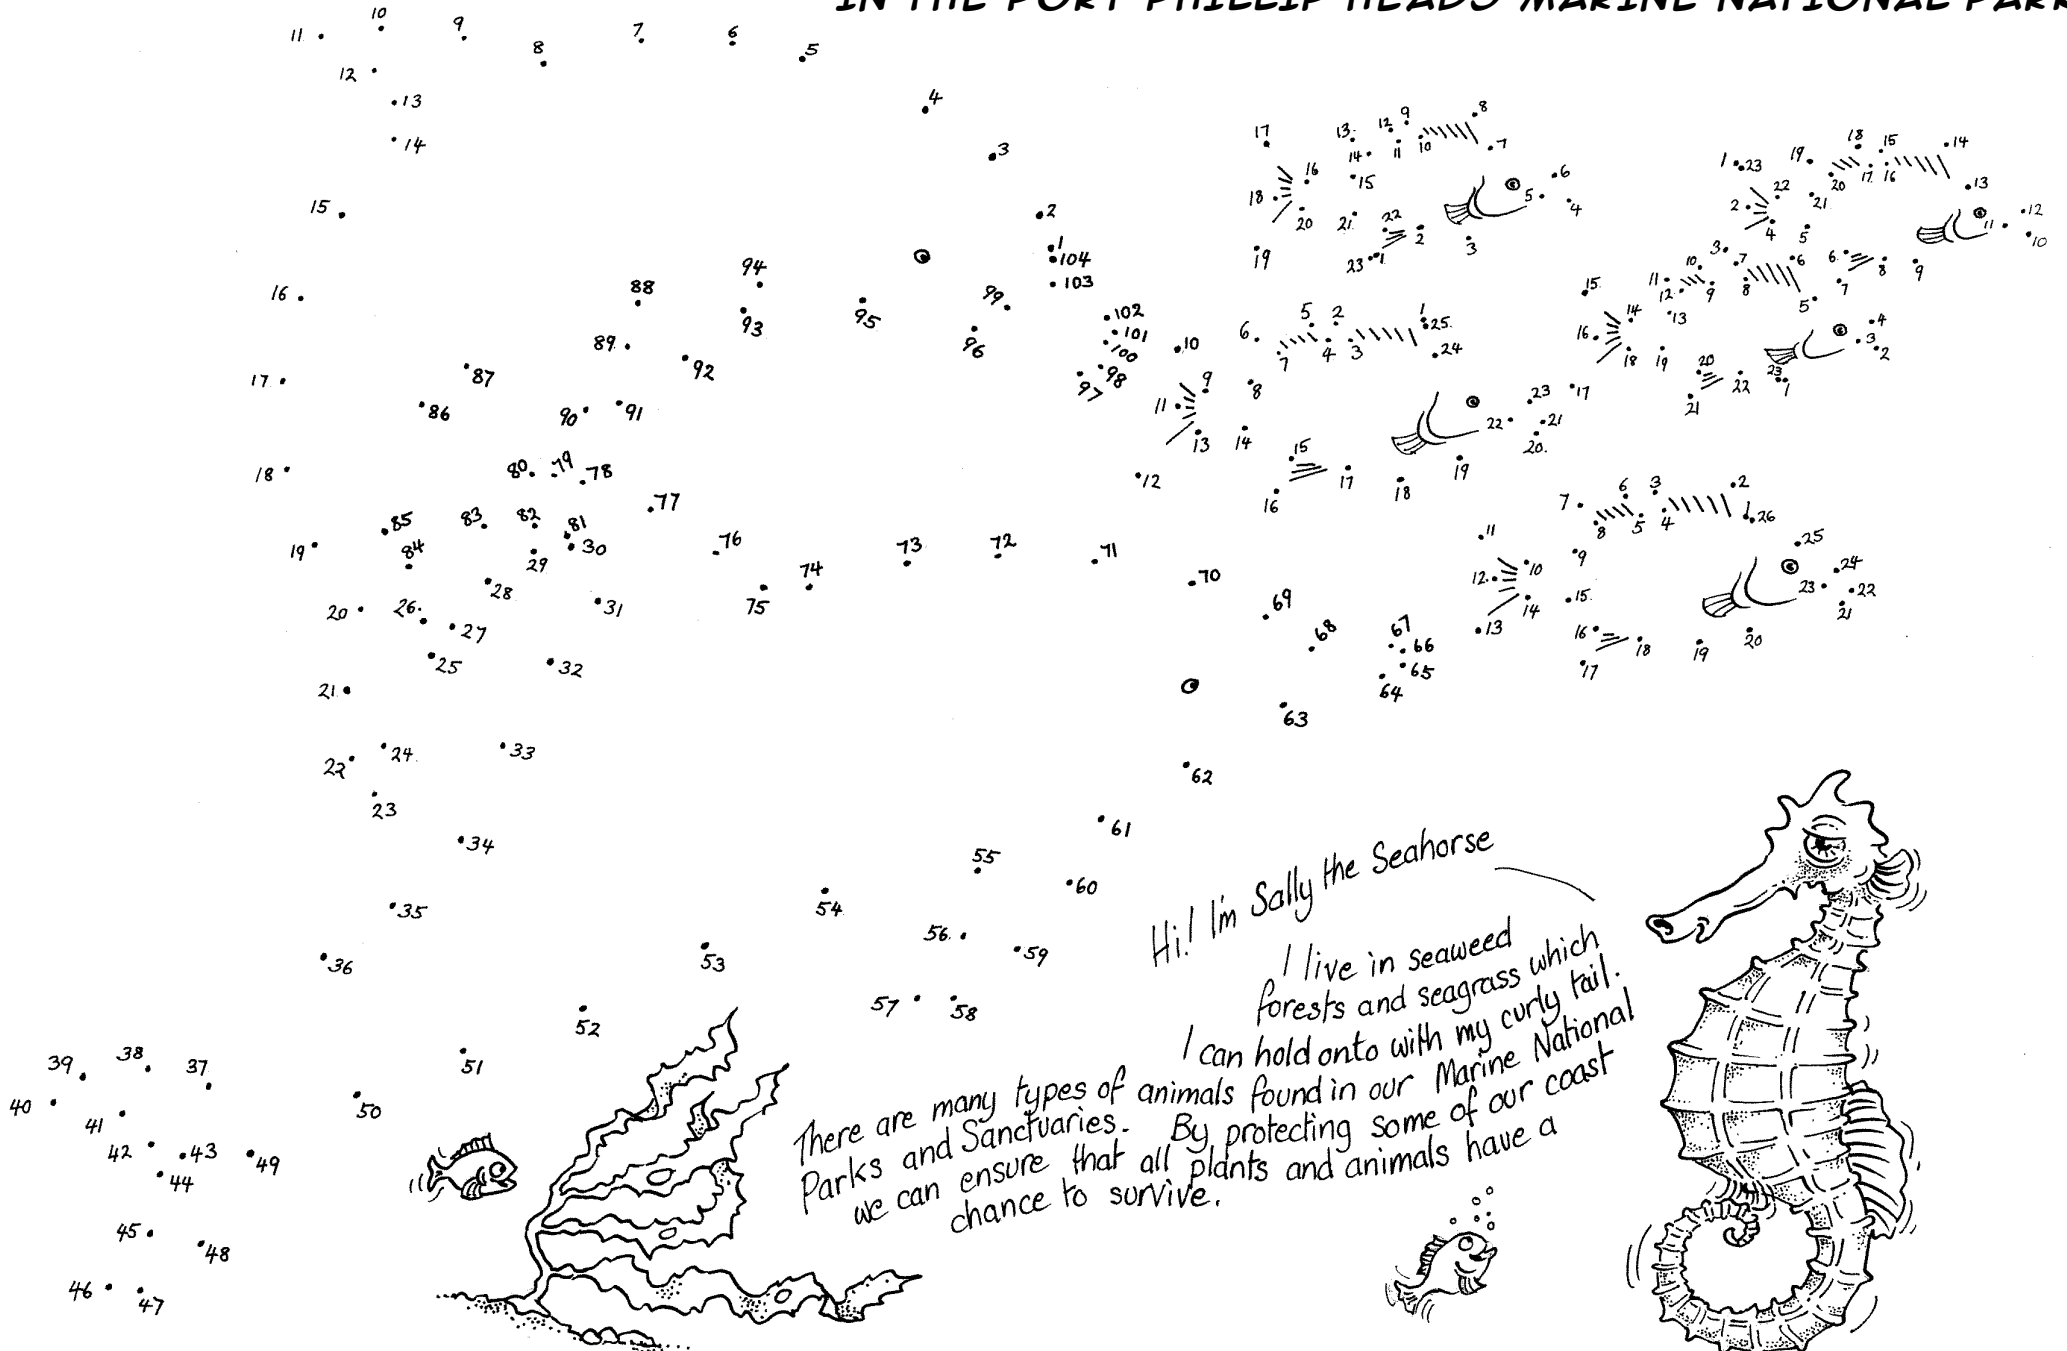 IN THE PORT PHILLIP HEADS MARINE NATIONAL PARK
Hi! I'm Sally the Seahorse
I live in seaweed
forests and seagrass which
I can hold onto with my curly tail.
There are many types of animals found in our Marine National
Parks and Sanctuaries. By protecting some of our coast
we can ensure that all plants and animals have a
chance to survive.